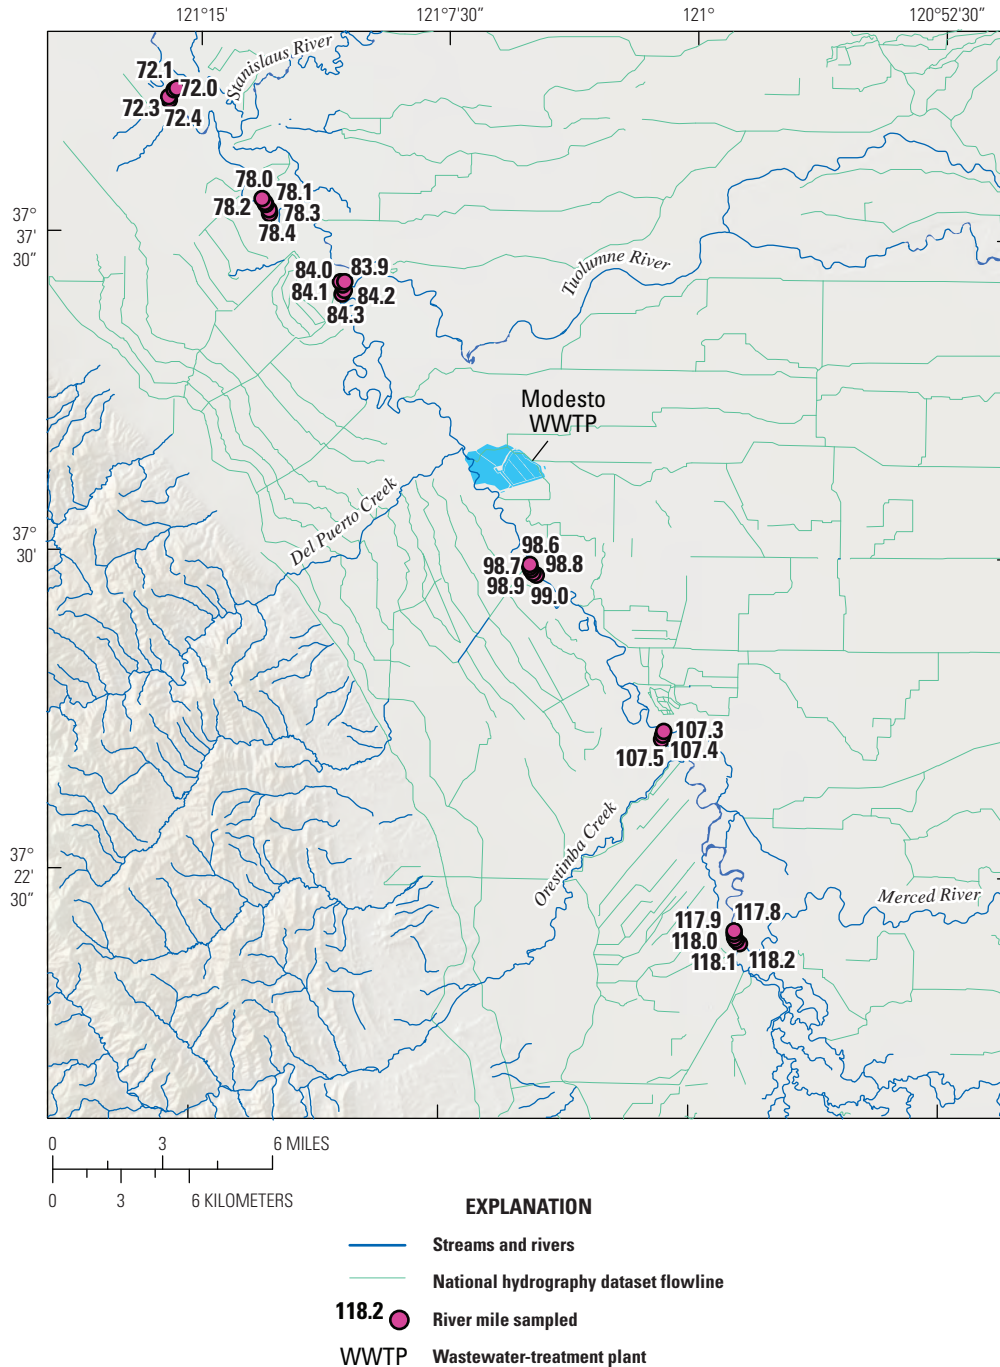 121°15' 121°7'30" 121° 120°52'30"
Stanislaus River
72.1
72.0
72.3
72.4
78.0
78.1
78.2
78.3
78.4
37°
37'
30"
84.0 83.9
84.1 84.2
84.3
Tuolumne River
Modesto
WWTP
Del Puerto Creek
37°
30'
98.6
98.7 98.8
98.9
99.0
107.3
107.5 107.4
Orestimba Creek
37°
22'
30"
Merced River
117.9 117.8
118.0
118.1 118.2
0 3 6 MILES
0 3 6 KILOMETERS
EXPLANATION
Streams and rivers
National hydrography dataset flowline
118.2 River mile sampled
WWTP Wastewater-treatment plant